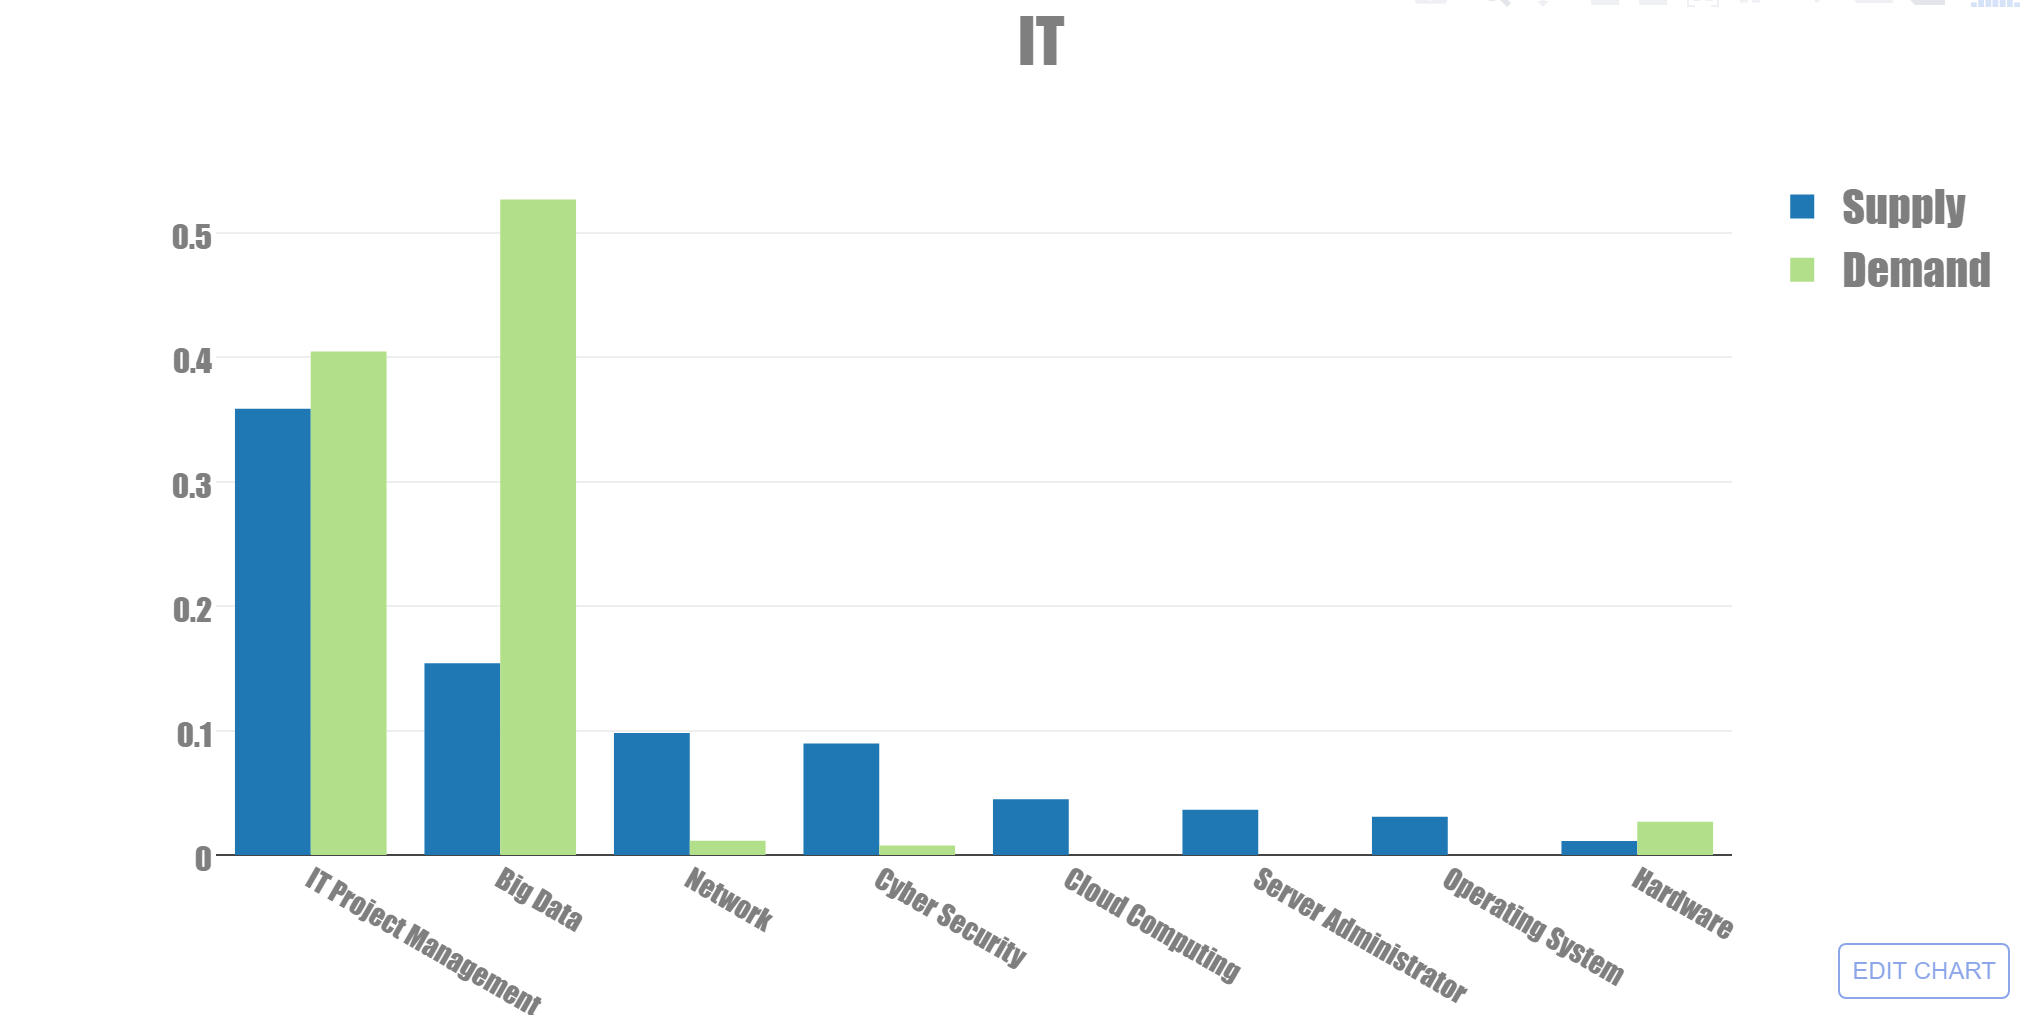 IT
Supply
Demand
0.5
0.4
0.3
0.2
0.1
0
IT Project Management
Big Data
Network
Cyber Security
Cloud Computing
Server Administrator
Operating System
Hardware
EDIT CHART